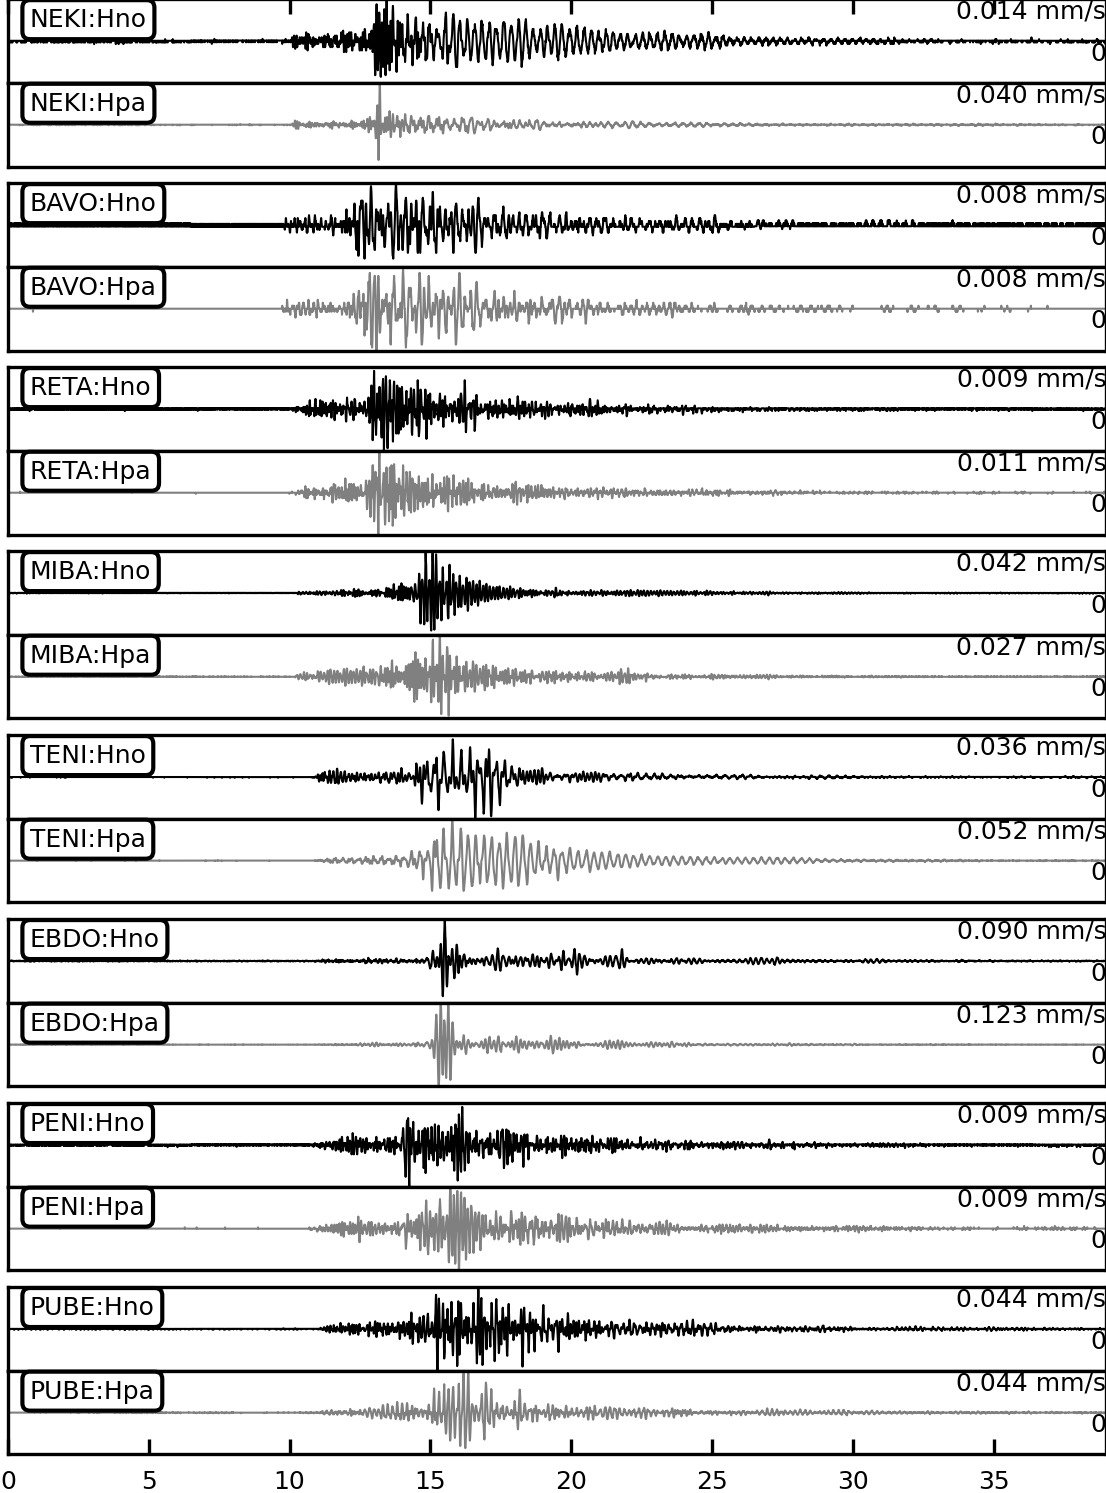 NEKI:Hno 0.014 mm/s
0
NEKI:Hpa 0.040 mm/s
0
BAVO:Hno 0.008 mm/s
0
BAVO:Hpa 0.008 mm/s
0
RETA:Hno 0.009 mm/s
0
RETA:Hpa 0.011 mm/s
0
MIBA:Hno 0.042 mm/s
0
MIBA:Hpa 0.027 mm/s
0
TENI:Hno 0.036 mm/s
0
TENI:Hpa 0.052 mm/s
0
EBDO:Hno 0.090 mm/s
0
EBDO:Hpa 0.123 mm/s
0
PENI:Hno 0.009 mm/s
0
PENI:Hpa 0.009 mm/s
0
PUBE:Hno 0.044 mm/s
0
PUBE:Hpa 0.044 mm/s
0
0 5 10 15 20 25 30 35